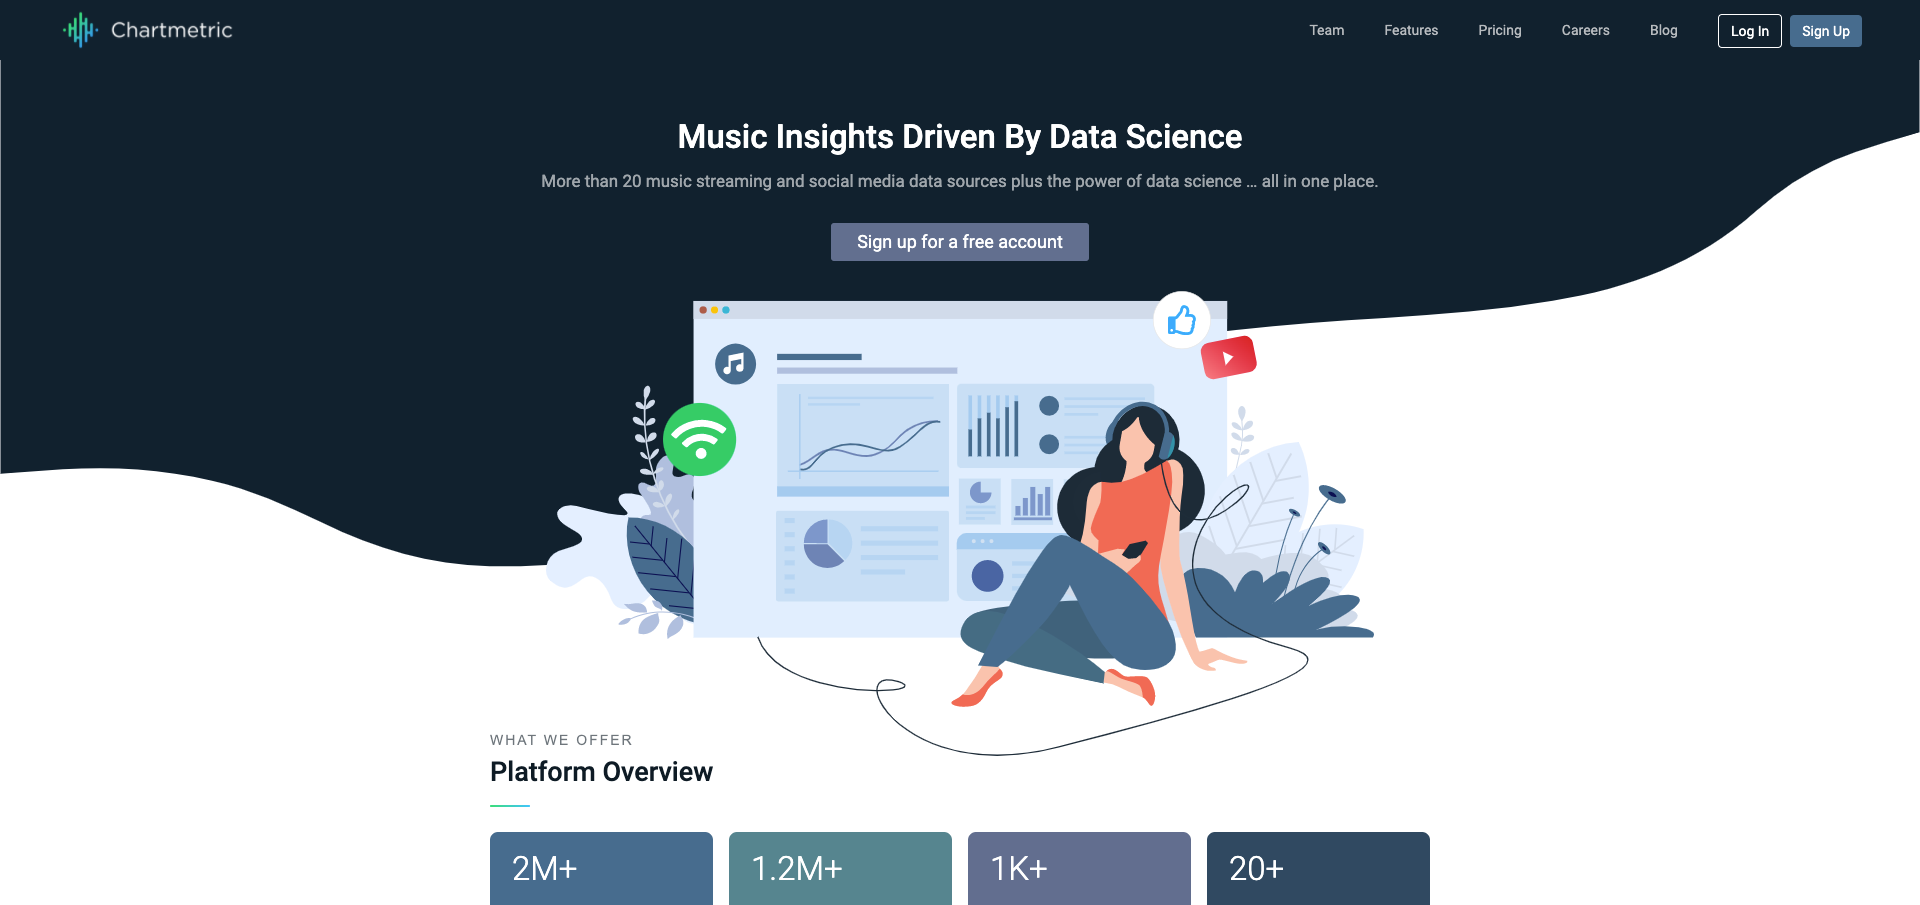 Chartmetric
Team Features Pricing Careers Blog Log In Sign Up
Music Insights Driven By Data Science
More than 20 music streaming and social media data sources plus the power of data science ... all in one place.
Sign up for a free account
WHAT WE OFFER
Platform Overview
2M+ 1.2M+ 1K+ 20+